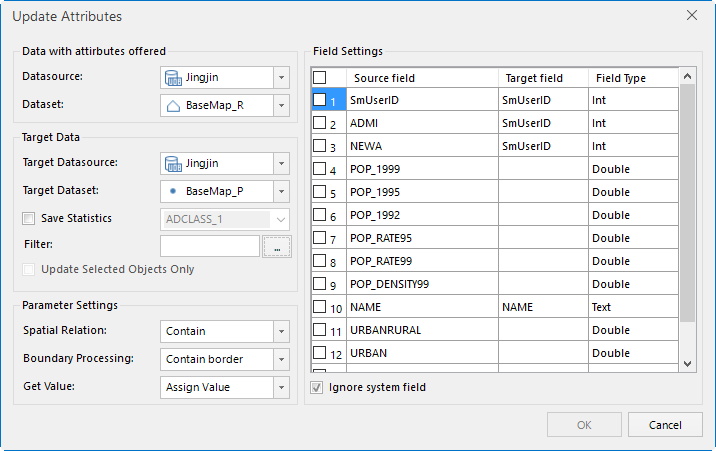 Update Attributes
Data with attirbutes offered
Datasource: Jingjin
Dataset: BaseMap_R
Target Data
Target Datasource: Jingjin
Target Dataset: BaseMap_P
Save Statistics ADCLASS_1
Filter: ...
Update Selected Objects Only
Parameter Settings
Spatial Relation: Contain
Boundary Processing: Contain border
Get Value: Assign Value
Field Settings
Source field Target field Field Type
1 SmUserID SmUserID Int
2 ADMI SmUserID Int
3 NEWA SmUserID Int
4 POP_1999 Double
5 POP_1995 Double
6 POP_1992 Double
7 POP_RATE95 Double
8 POP_RATE99 Double
9 POP_DENSITY99 Double
10 NAME NAME Text
11 URBANRURAL Double
12 URBAN Double
Ignore system field
OK Cancel